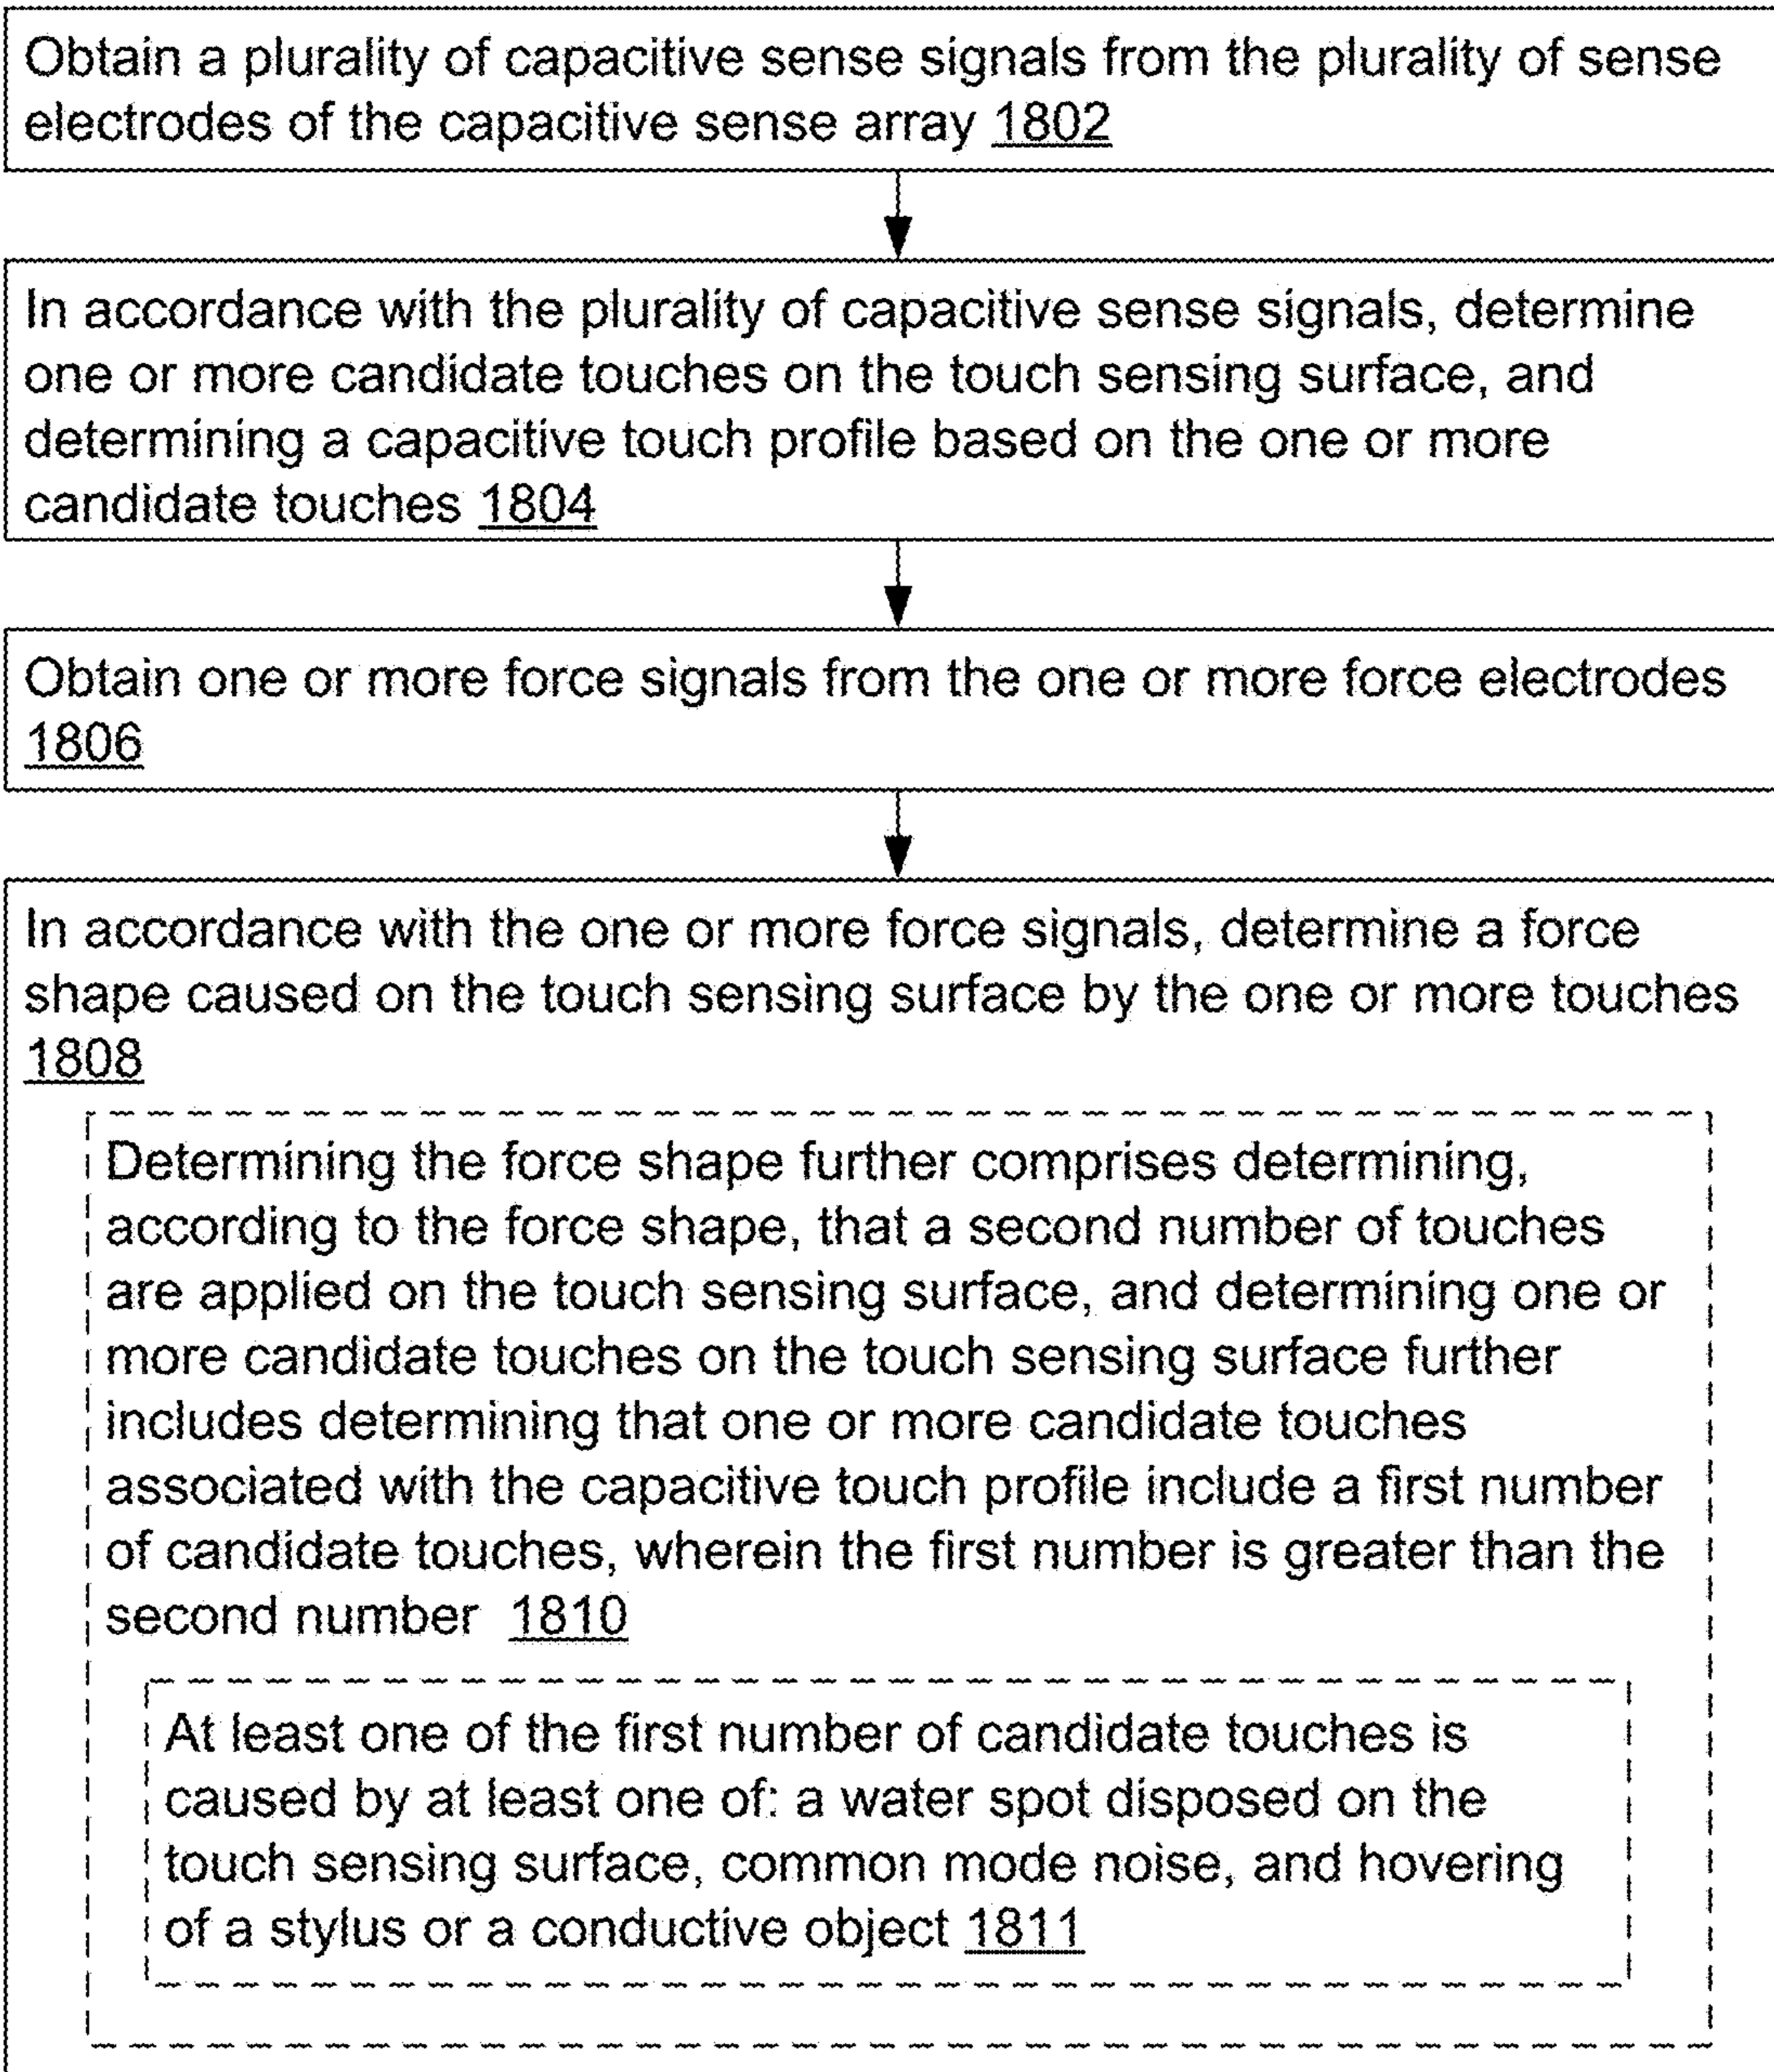 Obtain a plurality of capacitive sense signals from the plurality of sense
electrodes of the capacitive sense array 1802
In accordance with the plurality of capacitive sense signals, determine
one or more candidate touches on the touch sensing surface, and
determining a capacitive touch profile based on the one or more
candidate touches 1804
Obtain one or more force signals from the one or more force electrodes
1806
In accordance with the one or more force signals, determine a force
shape caused on the touch sensing surface by the one or more touches
1808
Determining the force shape further comprises determining,
according to the force shape, that a second number of touches
are applied on the touch sensing surface, and determining one or
more candidate touches on the touch sensing surface further
includes determining that one or more candidate touches
associated with the capacitive touch profile include a first number
of candidate touches, wherein the first number is greater than the
second number 1810
At least one of the first number of candidate touches is
caused by at least one of: a water spot disposed on the
touch sensing surface, common mode noise, and hovering
of a stylus or a conductive object 1811